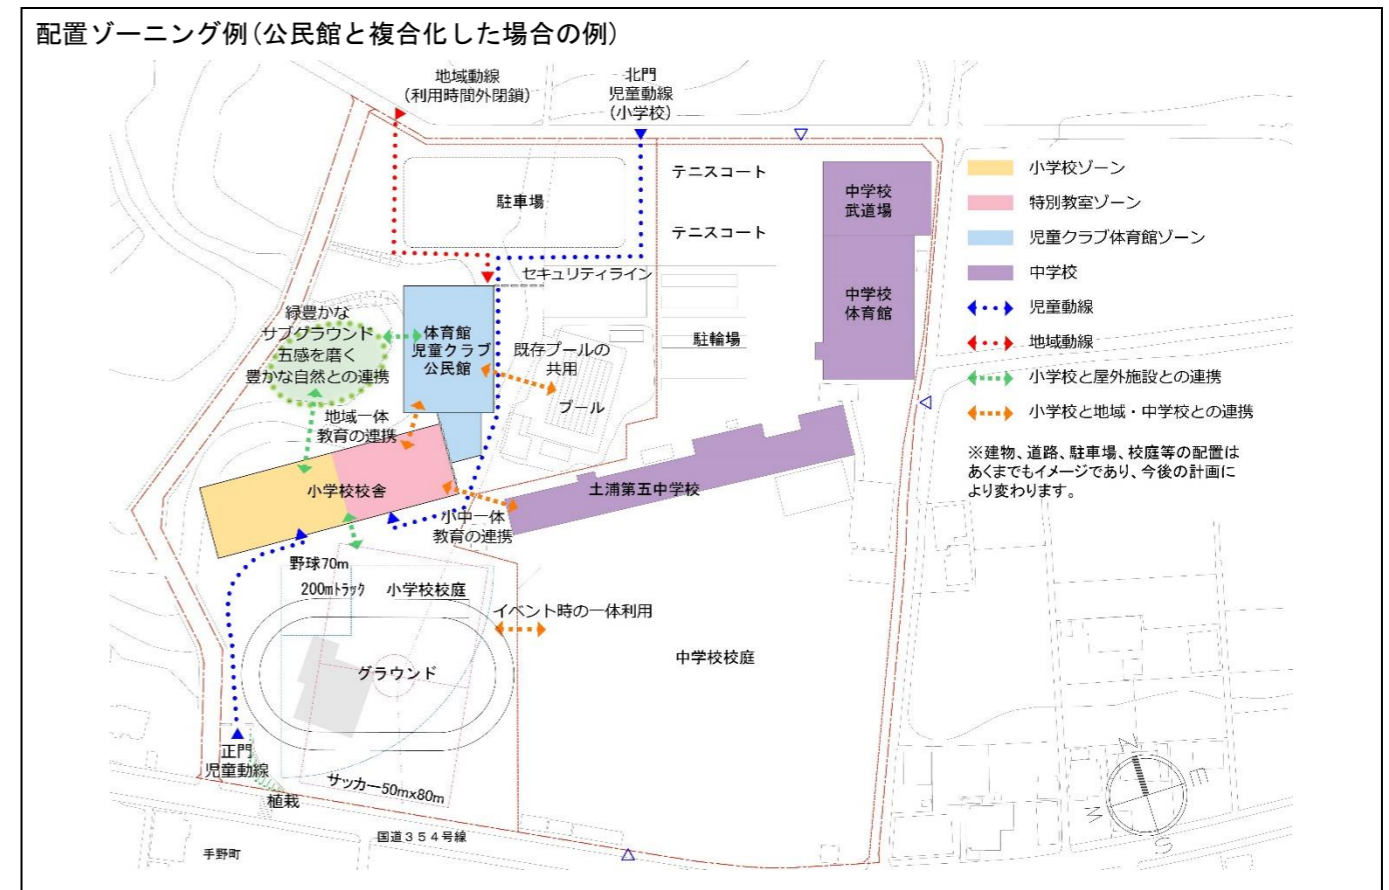 配置ゾーニング例(公民館と複合化した場合の例)
地域動線
(利用時間外閉鎖)
北門
児童動線
(小学校)
駐車場
テニスコート
テニスコート
中学校
武道場
中学校
体育館
セキュリティライン
駐輪場
緑豊かな
サブグラウンド
五感を磨く
豊かな自然との連携
体育館
児童クラブ
公民館
既存プールの
共用
プール
地域一体
教育の連携
小学校校舎
小中一体
教育の連携
土浦第五中学校
野球70m
200mトラック
小学校校庭
イベント時の一体利用
グラウンド
中学校校庭
正門
児童動線
植栽
サッカー50mx80m
国道354号線
手野町
小学校ゾーン
特別教室ゾーン
児童クラブ体育館ゾーン
中学校
児童動線
地域動線
小学校と屋外施設との連携
小学校と地域・中学校との連携
※建物、道路、駐車場、校庭等の配置は
あくまでもイメージであり、今後の計画に
より変わります。
N
E
W
S